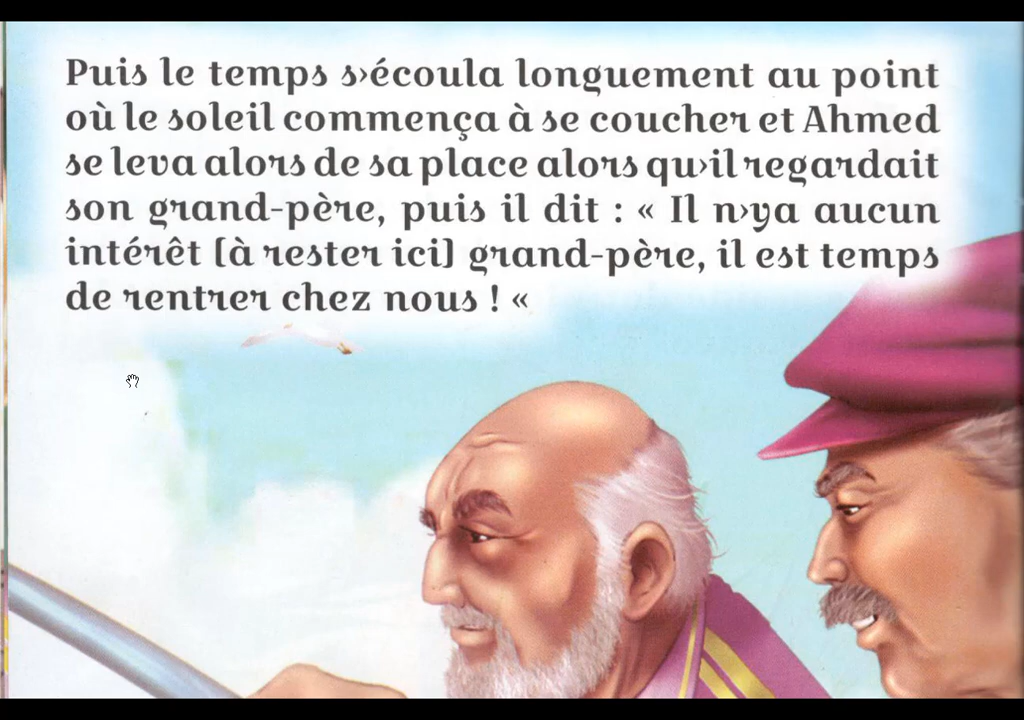 Puis le temps s›écoula longuement au point
où le soleil commença à se coucher et Ahmed
se leva alors de sa place alors qu›il regardait
son grand-père, puis il dit : « Il n›ya aucun
intérêt [à rester ici] grand-père, il est temps
de rentrer chez nous ! «